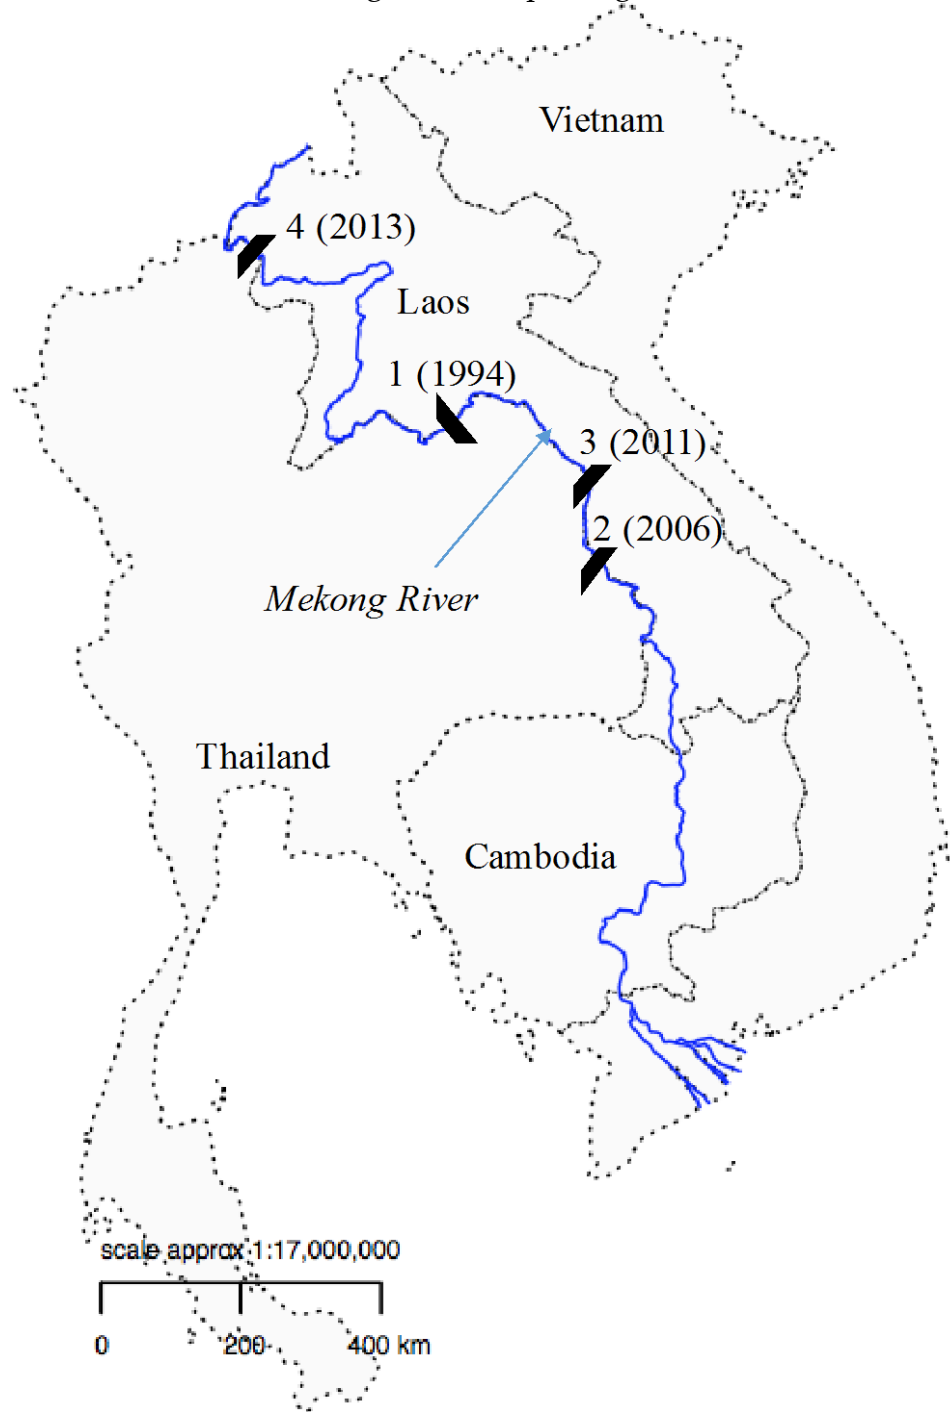 Vietnam
4 (2013)
Laos
1 (1994)
3 (2011)
2 (2006)
Mekong River
Thailand
Cambodia
scale approx 1:17,000,000
0 200 400 km